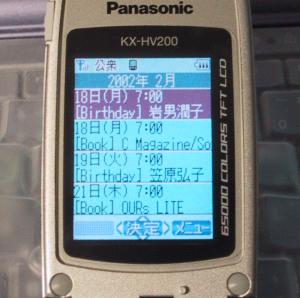 Panasonic
KX-HV200
公衆
2002年 2月
18日(月) 7:00
[Birthday] 岩男潤子
18日(月) 7:00
[Book] C Magazine/So
19日(火) 7:00
[Birthday] 笠原弘子
21日(木) 7:00
[Book] OURs LITE
決定 メニュー
65000 COLORS TFT LCD